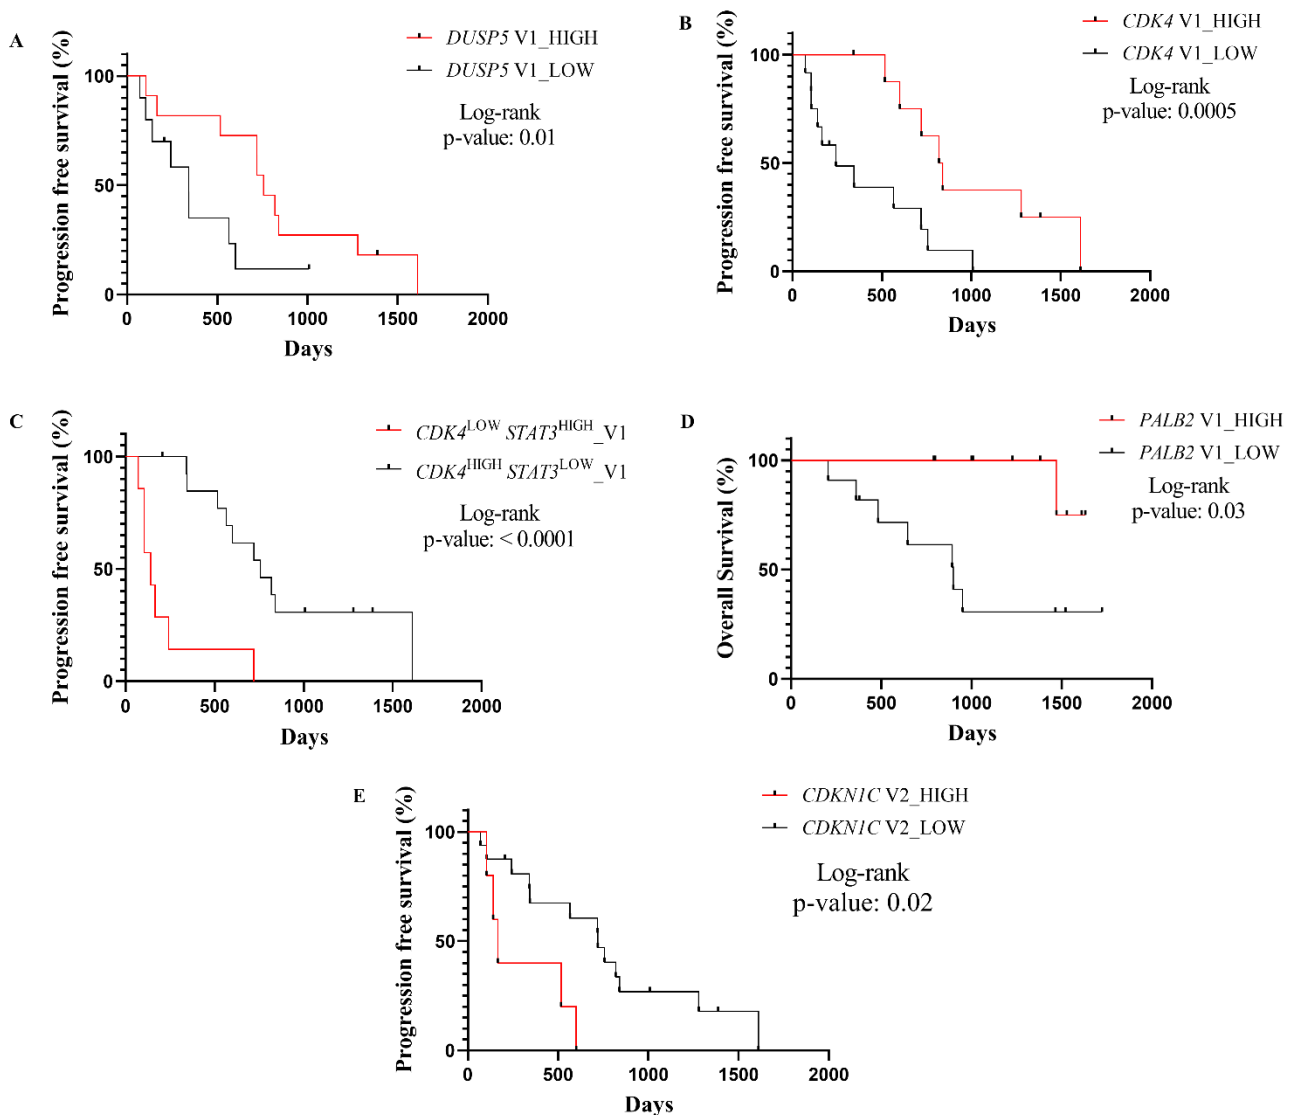 A
DUSP5 V1_HIGH
DUSP5 V1_LOW
Log-rank
p-value: 0.01
Progression free survival (%)
100
50
0
0 500 1000 1500 2000
Days
B
CDK4 V1_HIGH
CDK4 V1_LOW
Log-rank
p-value: 0.0005
Progression free survival (%)
100
50
0
0 500 1000 1500 2000
Days
C
CDK4LOW STAT3HIGH_V1
CDK4HIGH STAT3LOW_V1
Log-rank
p-value: < 0.0001
Progression free survival (%)
100
50
0
0 500 1000 1500 2000
Days
D
PALB2 V1_HIGH
PALB2 V1_LOW
Log-rank
p-value: 0.03
Overall Survival (%)
100
50
0
0 500 1000 1500 2000
Days
E
CDKN1C V2_HIGH
CDKN1C V2_LOW
Log-rank
p-value: 0.02
Progression free survival (%)
100
50
0
0 500 1000 1500 2000
Days